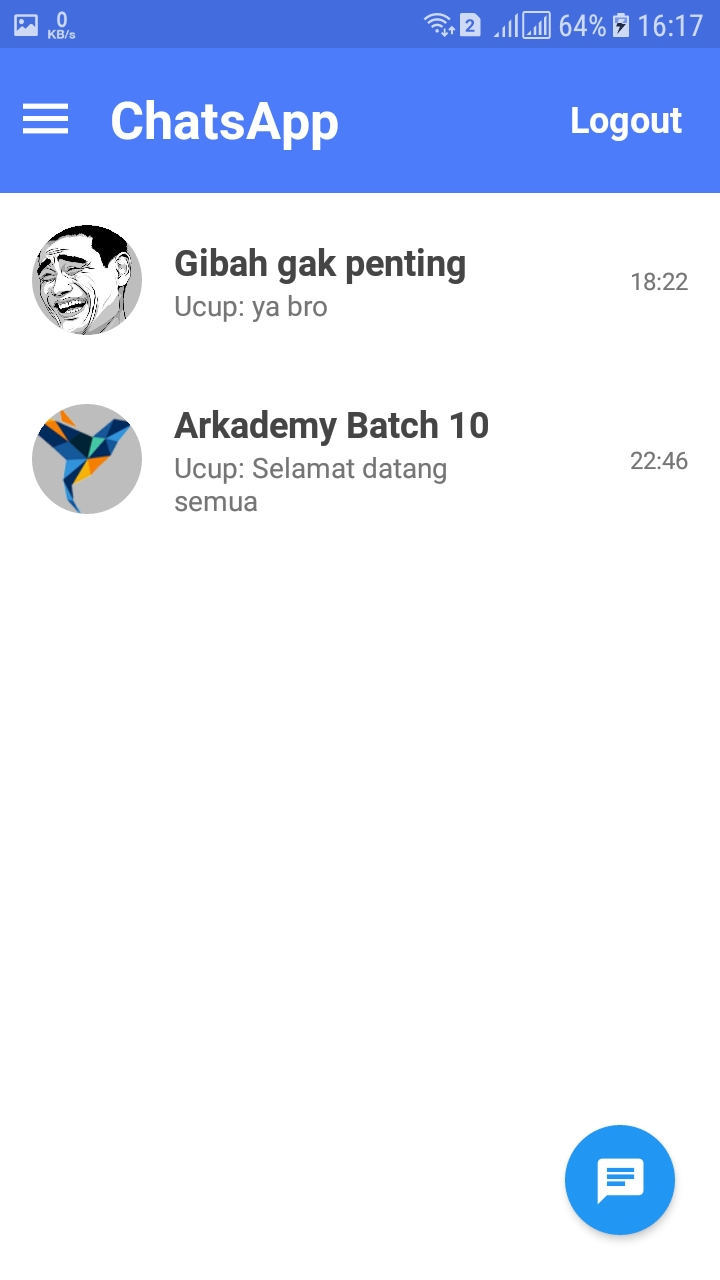 0
KB/s
2
64%
16:17
ChatsApp
Logout
Gibah gak penting
Ucup: ya bro
18:22
Arkademy Batch 10
Ucup: Selamat datang
semua
22:46